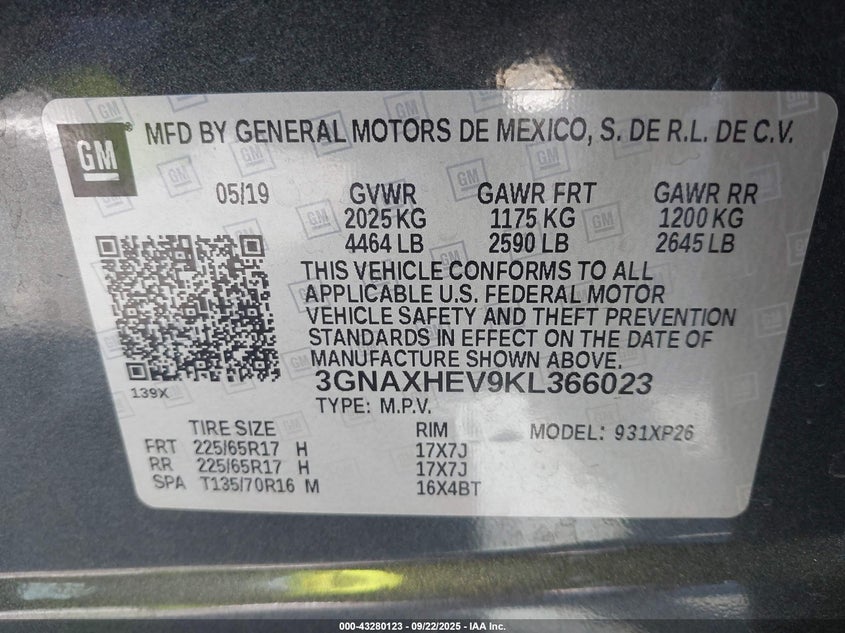 GM
MFD BY GENERAL MOTORS DE MEXICO, S. DE R.L. DE C.V.
05/19 GVWR GAWR FRT GAWR RR
2025 KG 1175 KG 1200 KG
4464 LB 2590 LB 2645 LB
THIS VEHICLE CONFORMS TO ALL
APPLICABLE U.S. FEDERAL MOTOR
VEHICLE SAFETY AND THEFT PREVENTION
STANDARDS IN EFFECT ON THE DATE OF
MANUFACTURE SHOWN ABOVE.
139X
3GNAXHEV9KL366023
TYPE: M.P.V.
TIRE SIZE RIM MODEL: 931XP26
FRT 225/65R17 H 17X7J
RR 225/65R17 H 17X7J
SPA T135/70R16 M 16X4BT
000-43280123 - 09/22/2025 - IAA Inc.